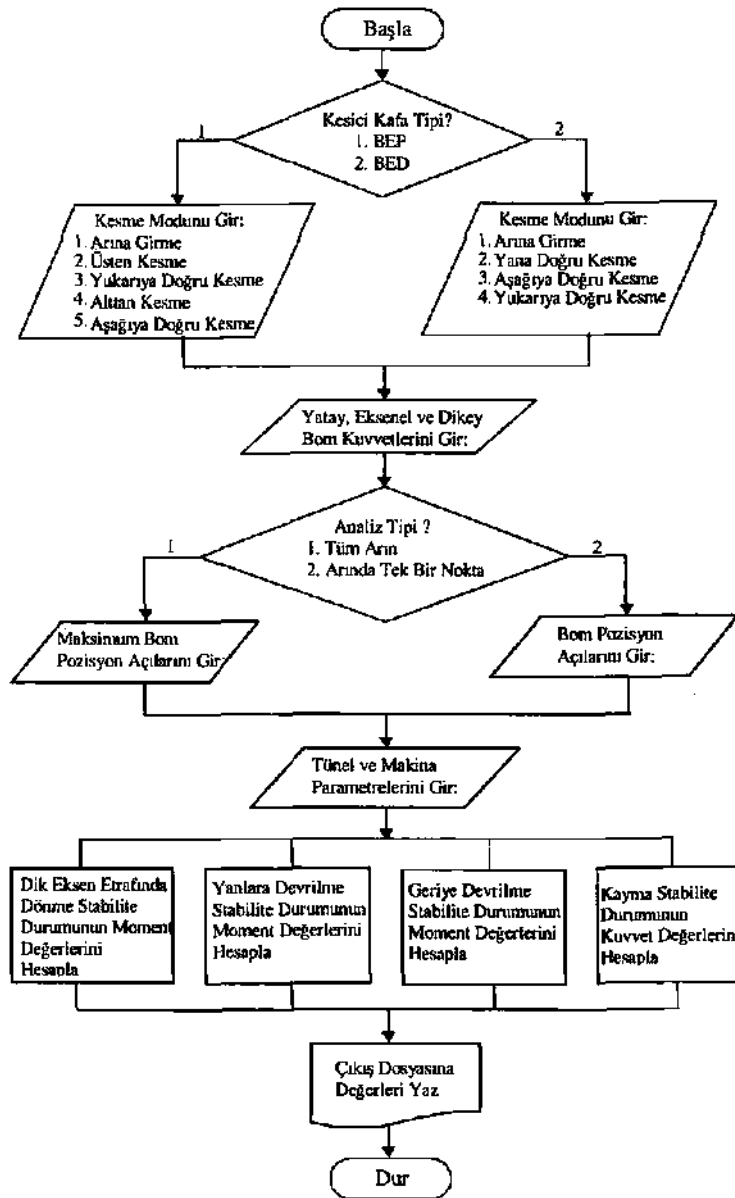 Başla
Kesici Kafa Tipi?
1. BEP
2. BED
1
2
Kesme Modunu Gir:
1. Arına Girme
2. Üsten Kesme
3. Yukarıya Doğru Kesme
4. Alttan Kesme
5. Aşağıya Doğru Kesme
Kesme Modunu Gir:
1. Arına Girme
2. Yana Doğru Kesme
3. Aşağıya Doğru Kesme
4. Yukarıya Doğru Kesme
Yatay, Eksenel ve Dikey
Bom Kuvvetlerini Gir:
Analiz Tipi ?
1. Tüm Arın
2. Arında Tek Bir Nokta
1
2
Maksimum Bom
Pozisyon Açılarını Gir:
Bom Pozisyon
Açılarını Gir:
Tünel ve Makina
Parametrelerini Gir:
Dik Eksen Etrafında
Dönme Stabilite
Durumunun Moment
Değerlerini
Hesapla
Yanlara Devrilme
Stabilite Durumunun
Moment Değerlerini
Hesapla
Geriye Devrilme
Stabilite Durumunun
Moment Değerlerini
Hesapla
Kayma Stabilite
Durumunun
Kuvvet Değerlerin
Hesapla
Çıkış Dosyasına
Değerleri Yaz
Dur